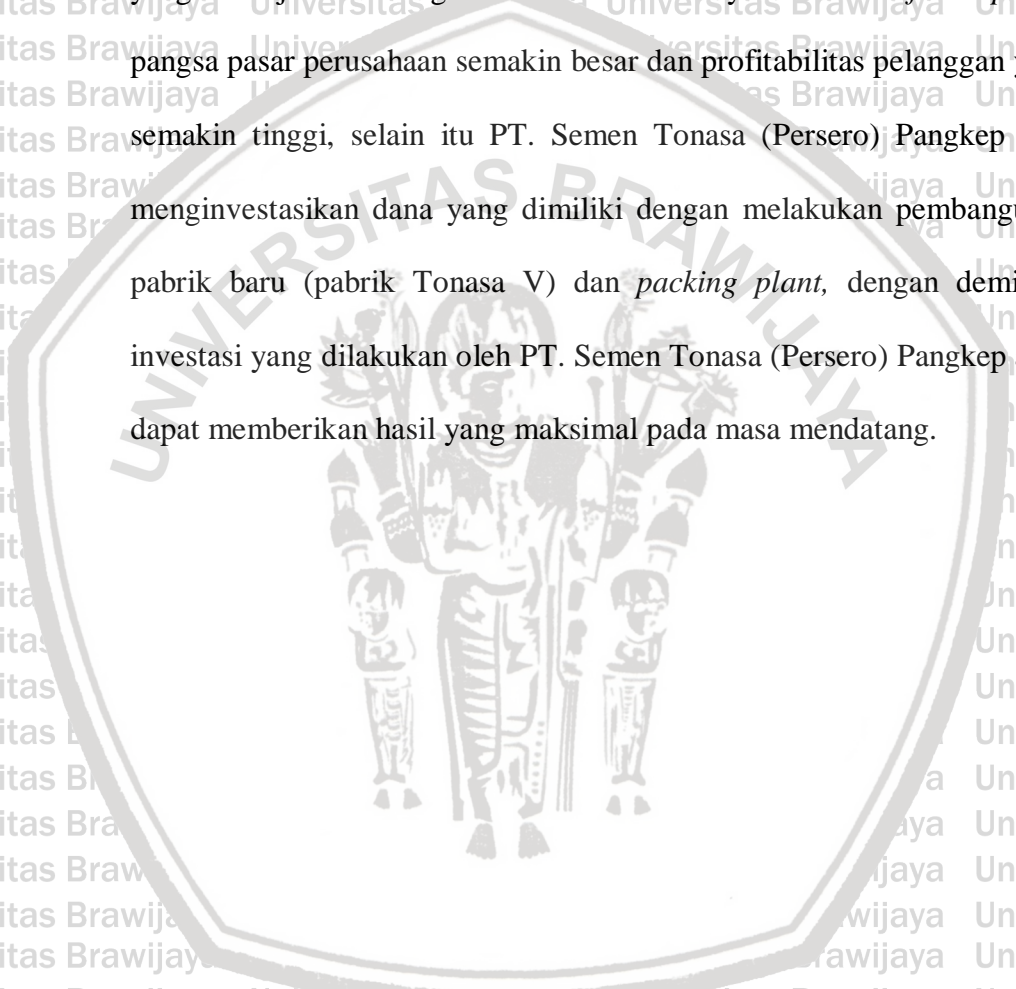 pangsa pasar perusahaan semakin besar dan profitabilitas pelanggan
semakin tinggi, selain itu PT. Semen Tonasa (Persero) Pangkep
menginvestasikan dana yang dimiliki dengan melakukan
pabrik baru (pabrik Tonasa V) dan packing plant, dengan
investasi yang dilakukan oleh PT. Semen Tonasa (Persero) Pangkep
dapat memberikan hasil yang maksimal pada masa mendatang.
UNIVERSITAS BRAWIJAYA